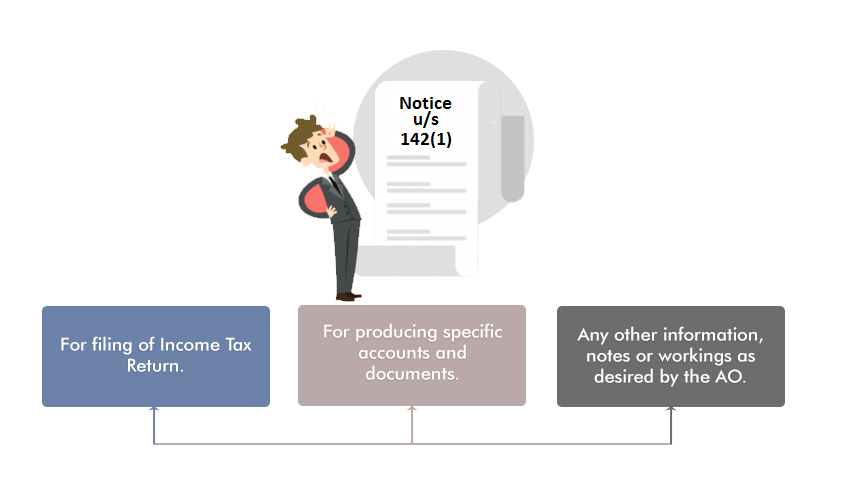 Notice
u/s
142(1)
For filing of Income Tax
Return.
For producing specific
accounts and
documents.
Any other information,
notes or workings as
desired by the AO.